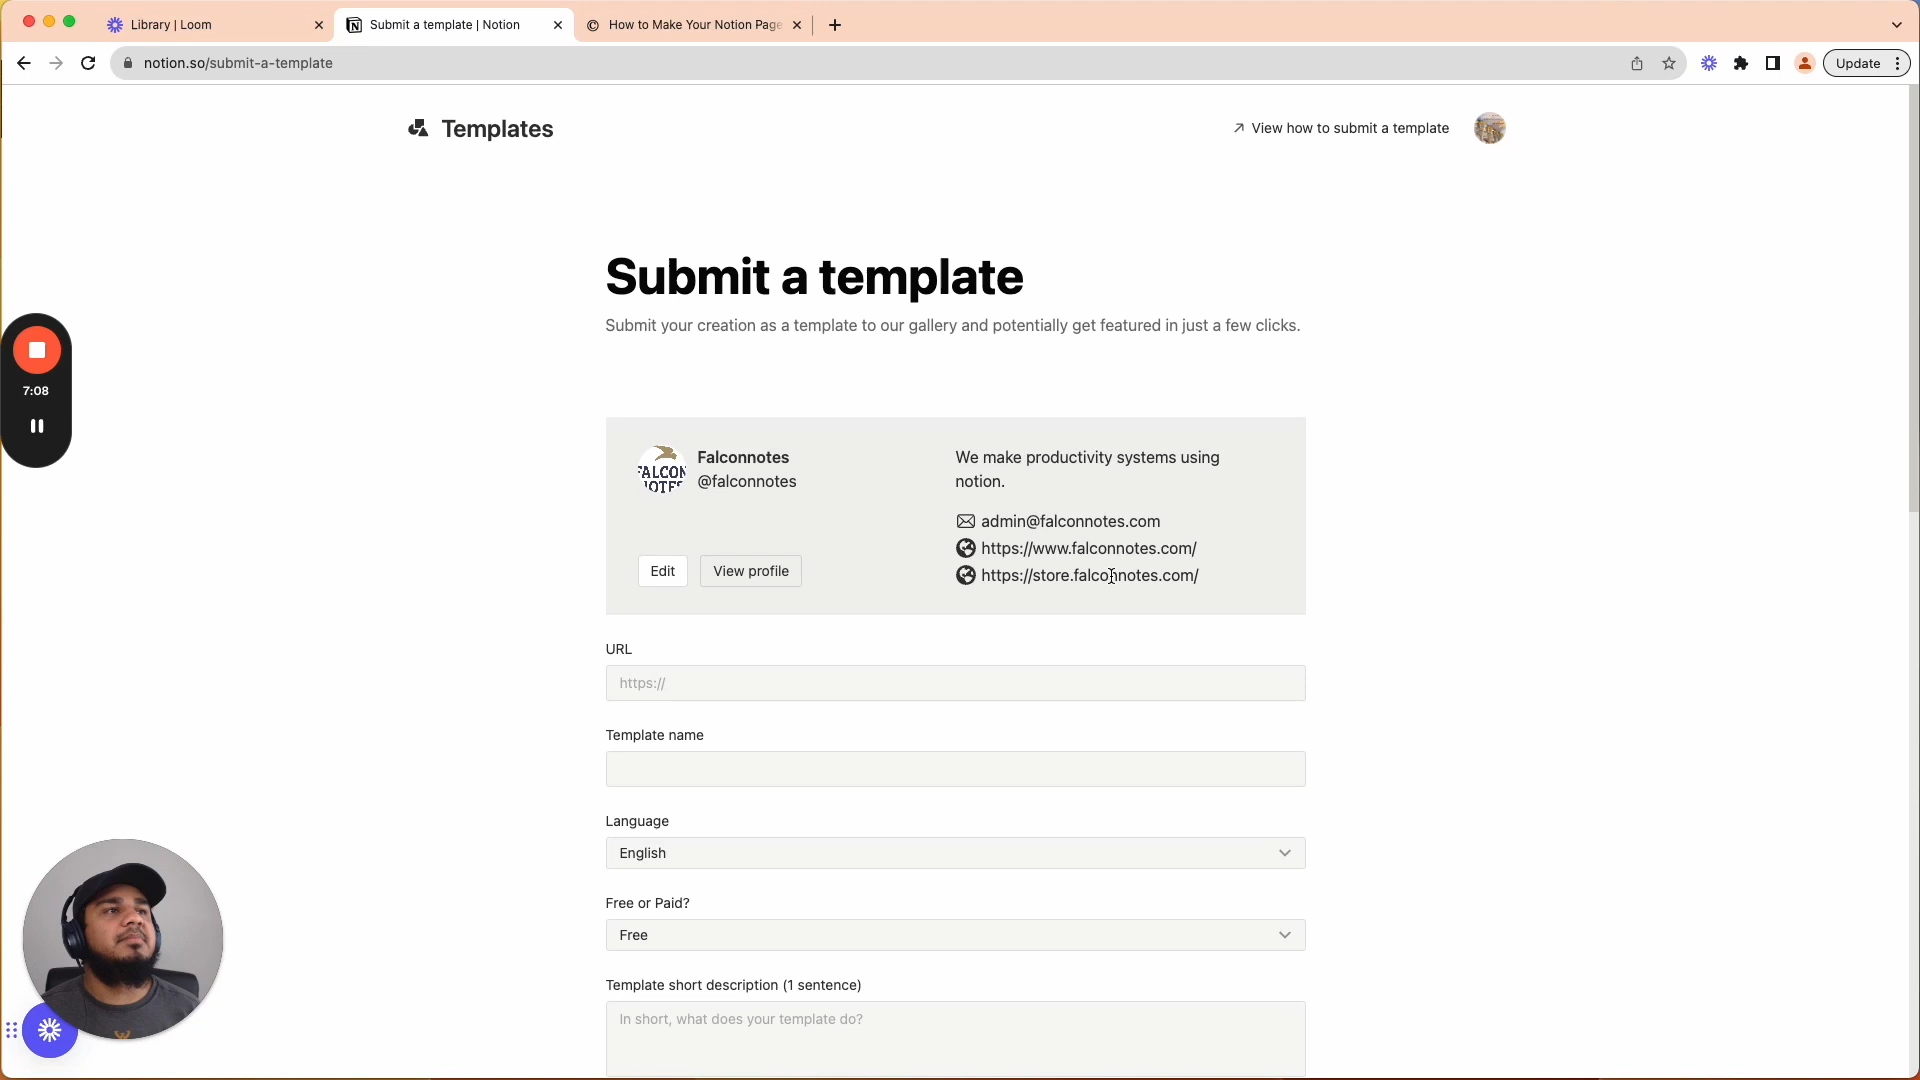 Library | Loom
Submit a template | Notion
How to Make Your Notion Page
notion.so/submit-a-template
Update
Templates
View how to submit a template
Submit a template
Submit your creation as a template to our gallery and potentially get featured in just a few clicks.
7:08
FALCON
NOTES
Falconnotes
@falconnotes
Edit
View profile
We make productivity systems using
notion.
admin@falconnotes.com
https://www.falconnotes.com/
https://store.falconnotes.com/
URL
https://
Template name
Language
English
Free or Paid?
Free
Template short description (1 sentence)
In short, what does your template do?